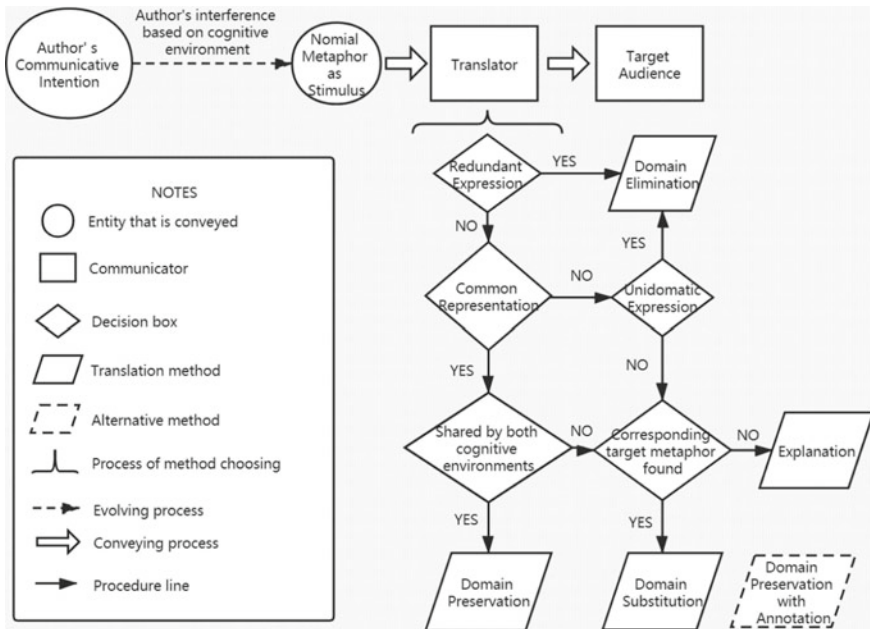 Author's interference
based on cognitive
environment
Author' s
Communicative
Intention
Nomial
Metaphor
as
Stimulus
Translator
Target
Audience
Redundant
Expression
YES
Domain
Elimination
NO
YES
Common
Representation
NO
Unidomatic
Expression
YES
NO
Shared by both
cognitive
environments
NO
Corresponding
target metaphor
found
NO
Explanation
YES
YES
Domain
Preservation
Domain
Substitution
Domain
Preservation
with
Annotation
NOTES
Entity that is conveyed
Communicator
Decision box
Translation method
Alternative method
Process of method choosing
Evolving process
Conveying process
Procedure line